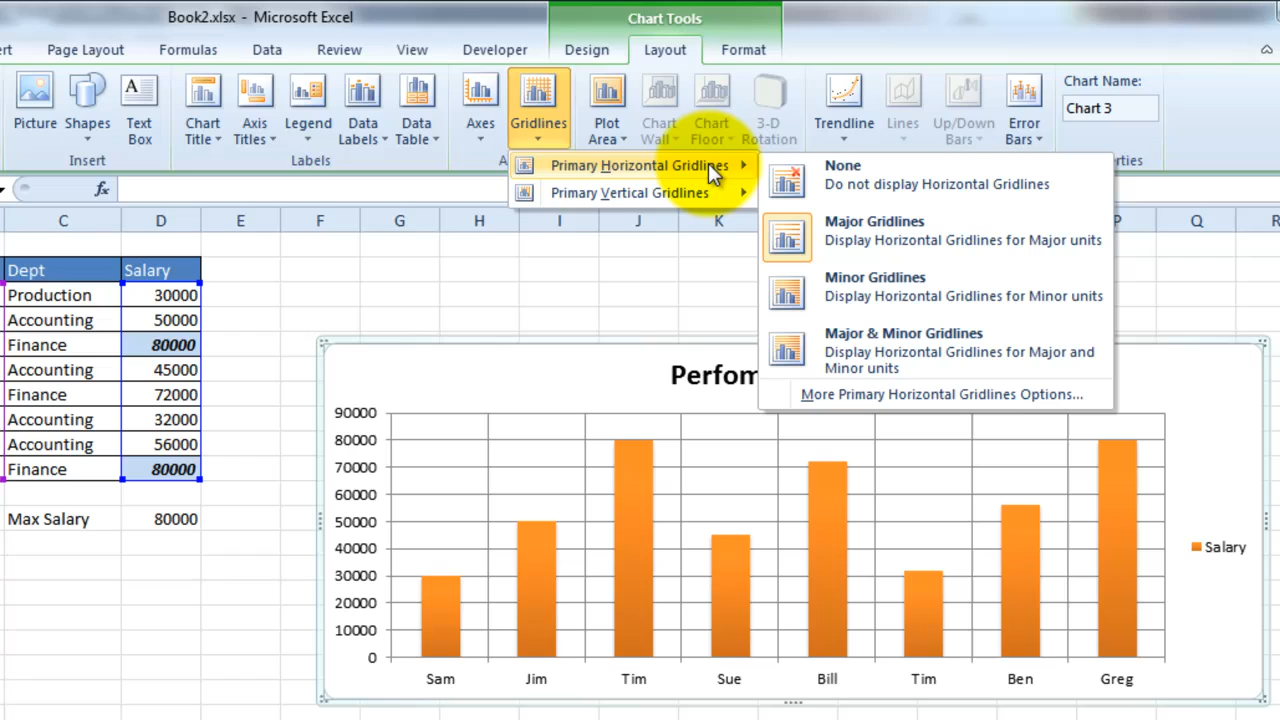 Book2.xlsx - Microsoft Excel
Chart Tools
ert Page Layout Formulas Data Review View Developer Design Layout Format
Picture Shapes Text Box Chart Title Axis Titles Legend Data Labels Data Table Axes Gridlines Plot Area Chart Wall Chart Floor 3-D Rotation Trendline Lines Up/Down Bars Error Bars
Chart Name:
Chart 3
Insert Labels A erties
Primary Horizontal Gridlines
Primary Vertical Gridlines
None
Do not display Horizontal Gridlines
Major Gridlines
Display Horizontal Gridlines for Major units
Minor Gridlines
Display Horizontal Gridlines for Minor units
Major & Minor Gridlines
Display Horizontal Gridlines for Major and
Minor units
More Primary Horizontal Gridlines Options...
fx
C D E F G H I J K P Q R
Dept Salary
Production 30000
Accounting 50000
Finance 80000
Accounting 45000
Finance 72000
Accounting 32000
Accounting 56000
Finance 80000
Max Salary 80000
Perfom
90000
80000
70000
60000
50000
40000
30000
20000
10000
0
Sam Jim Tim Sue Bill Tim Ben Greg
Salary